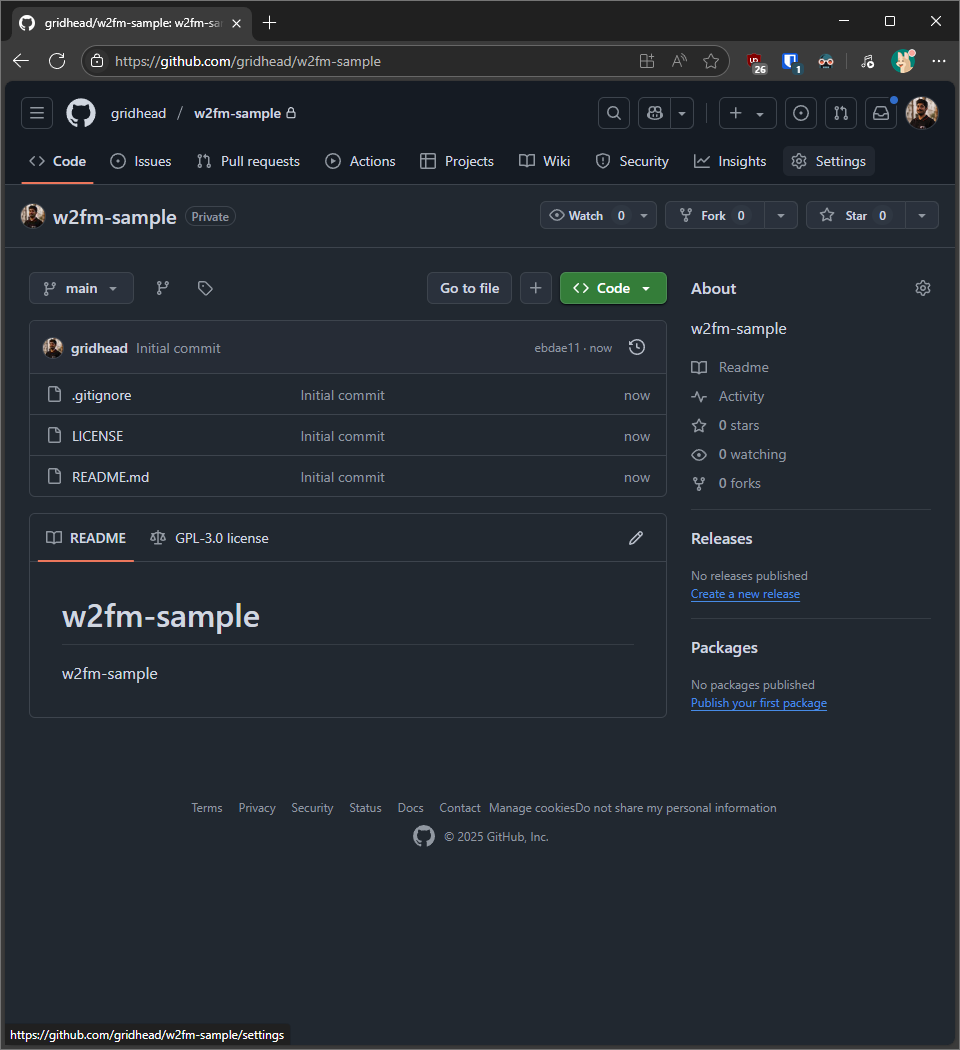 gridhead/w2fm-sample: w2fm-sa
https://github.com/gridhead/w2fm-sample
26
1
gridhead / w2fm-sample
Code Issues Pull requests Actions Projects Wiki Security Insights Settings
w2fm-sample Private
Watch 0 Fork 0 Star 0
main Go to file Code
About
w2fm-sample
gridhead Initial commit ebdae11 · now
.gitignore Initial commit now
LICENSE Initial commit now
README.md Initial commit now
Readme
Activity
0 stars
0 watching
0 forks
README GPL-3.0 license
w2fm-sample
w2fm-sample
Releases
No releases published
Create a new release
Packages
No packages published
Publish your first package
Terms Privacy Security Status Docs Contact Manage cookies Do not share my personal information
© 2025 GitHub, Inc.
https://github.com/gridhead/w2fm-sample/settings